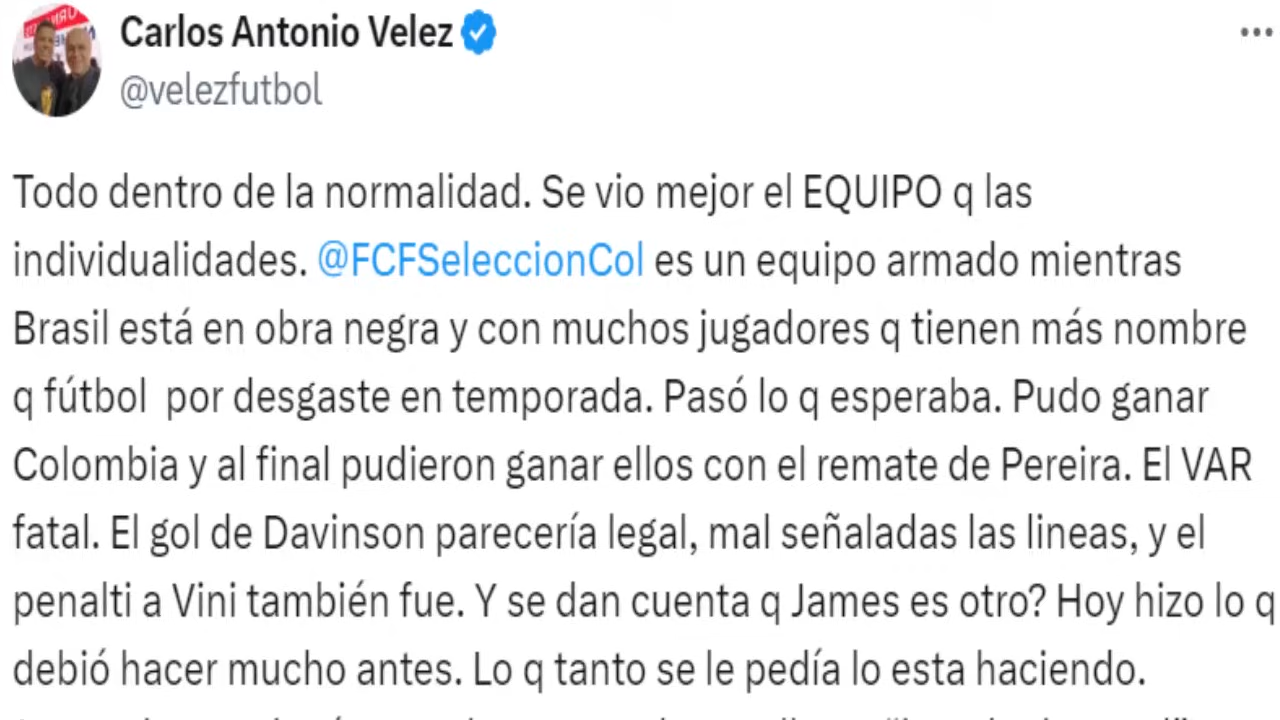 Carlos Antonio Velez
@velezfutbol
Todo dentro de la normalidad. Se vio mejor el EQUIPO q las
individualidades. @FCFSeleccionCol es un equipo armado mientras
Brasil está en obra negra y con muchos jugadores q tienen más nombre
q fútbol  por desgaste en temporada. Pasó lo q esperaba. Pudo ganar
Colombia y al final pudieron ganar ellos con el remate de Pereira. El VAR
fatal. El gol de Davinson parecería legal, mal señaladas las lineas, y el
penalti a Vini también fue. Y se dan cuenta q James es otro? Hoy hizo lo q
debió hacer mucho antes. Lo q tanto se le pedía lo esta haciendo.